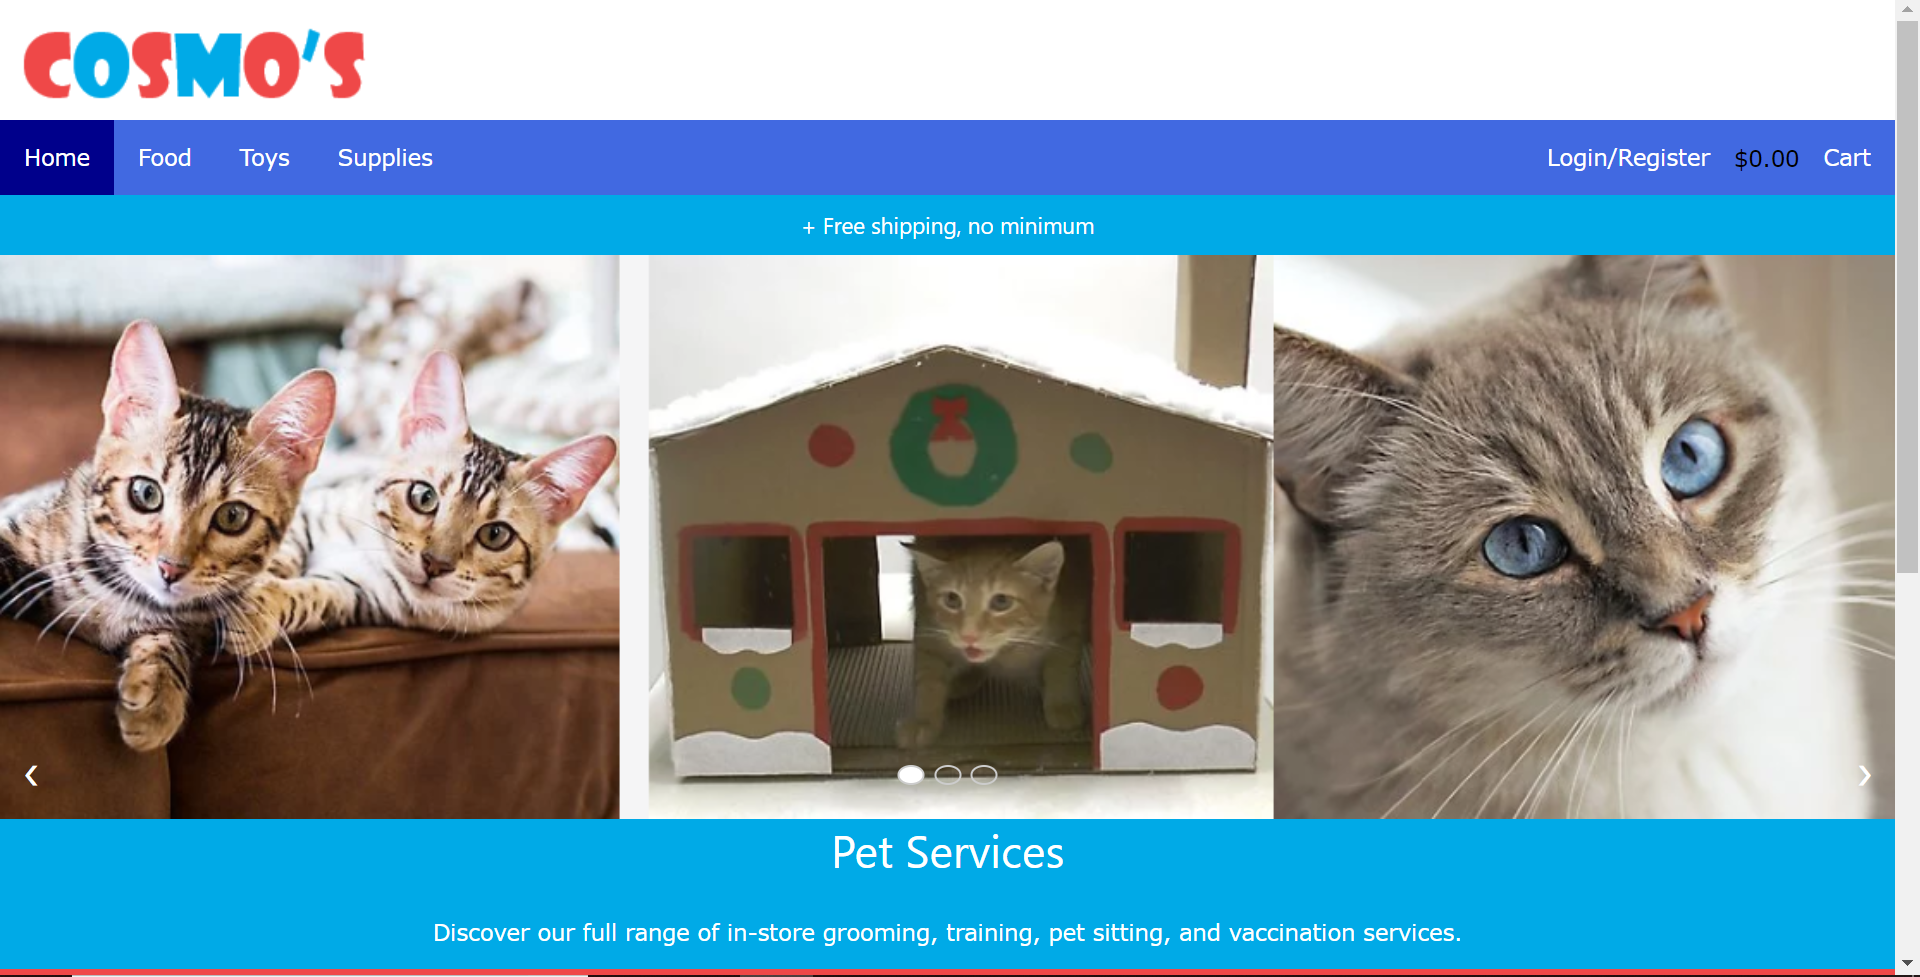 COSMO'S
Home Food Toys Supplies Login/Register $0.00 Cart
+ Free shipping, no minimum
❮ ❯
Pet Services
Discover our full range of in-store grooming, training, pet sitting, and vaccination services.